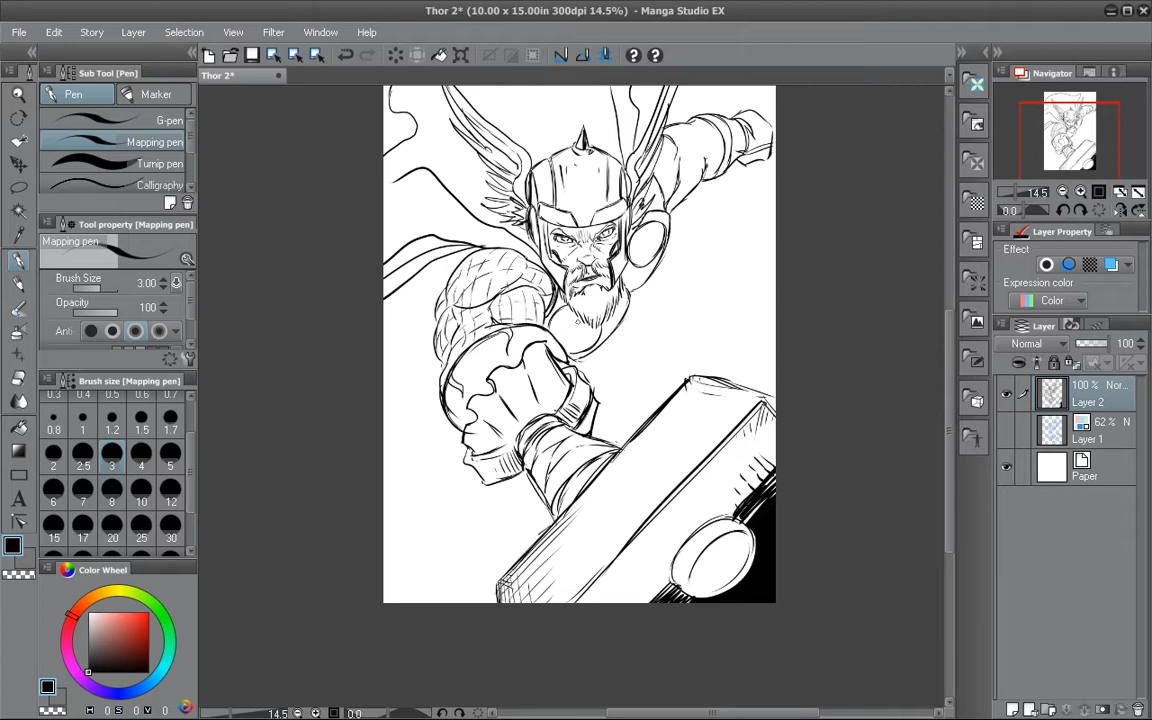 Thor 2* (10.00 x 15.00in 300dpi 14.5%) - Manga Studio EX
File Edit Story Layer Selection View Filter Window Help
Sub Tool [Pen]
Thor 2*
Navigator
Pen Marker
G-pen
Mapping pen
Turnip pen
Calligraphy
14.5
0.0
Tool property [Mapping pen]
Layer Property
Mapping pen
Effect
Brush Size 3.00
Expression color
Opacity 100
Color
Anti-
Layer
Normal 100
Brush size [Mapping pen]
0.3 0.4 0.5 0.6 0.7
100 % Nor...
Layer 2
0.8 1 1.2 1.5 1.7
62 % N
Layer 1
2 2.5 3 4 5
Paper
6 7 8 10 12
15 17 20 25 30
Color Wheel
H 0 S 0 V 0
14.5 0.0